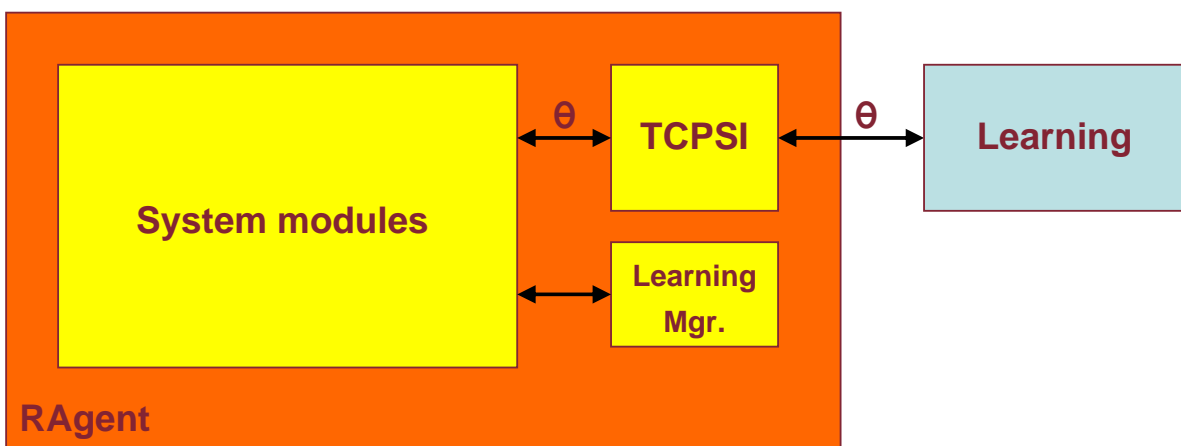 θ
θ
TCPSI
Learning
System modules
Learning
Mgr.
RAgent